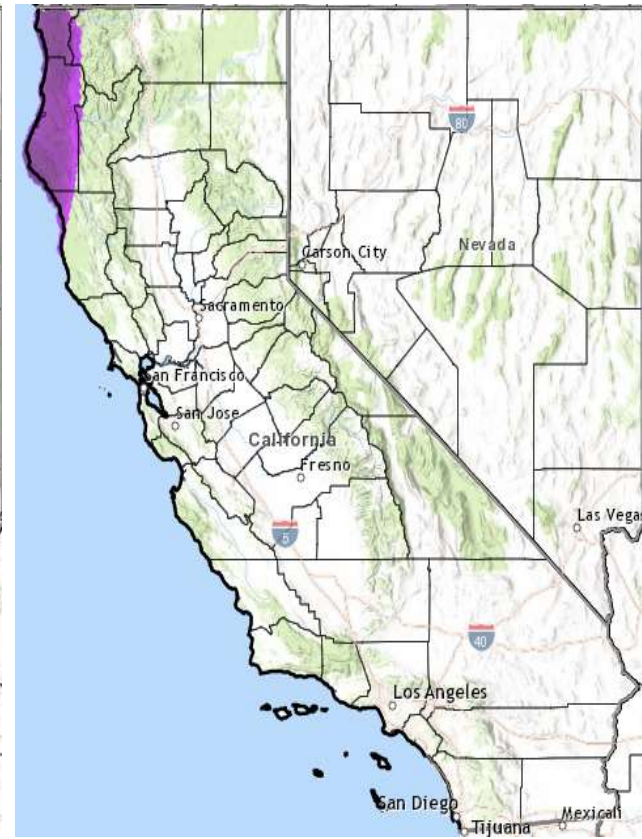 80
Nevada
Carson City
Sacramento
San Francisco
San Jose
California
Fresno
Las Vegas
5
40
Los Angeles
San Diego
Mexicali
Tijuana